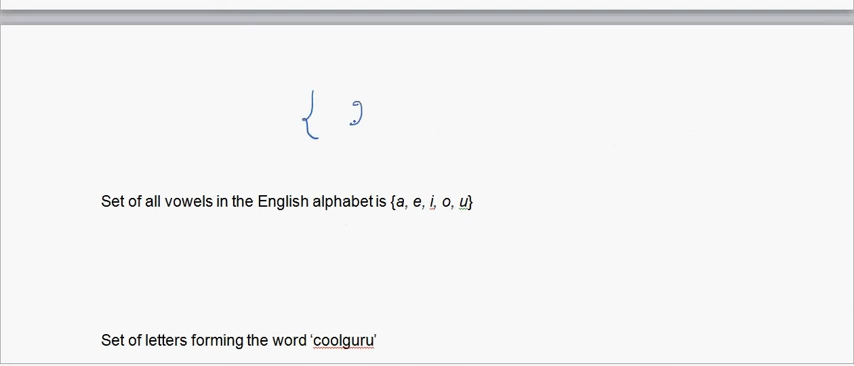 { ,
Set of all vowels in the English alphabet is {a, e, i, o, u}
Set of letters forming the word ‘coolguru’